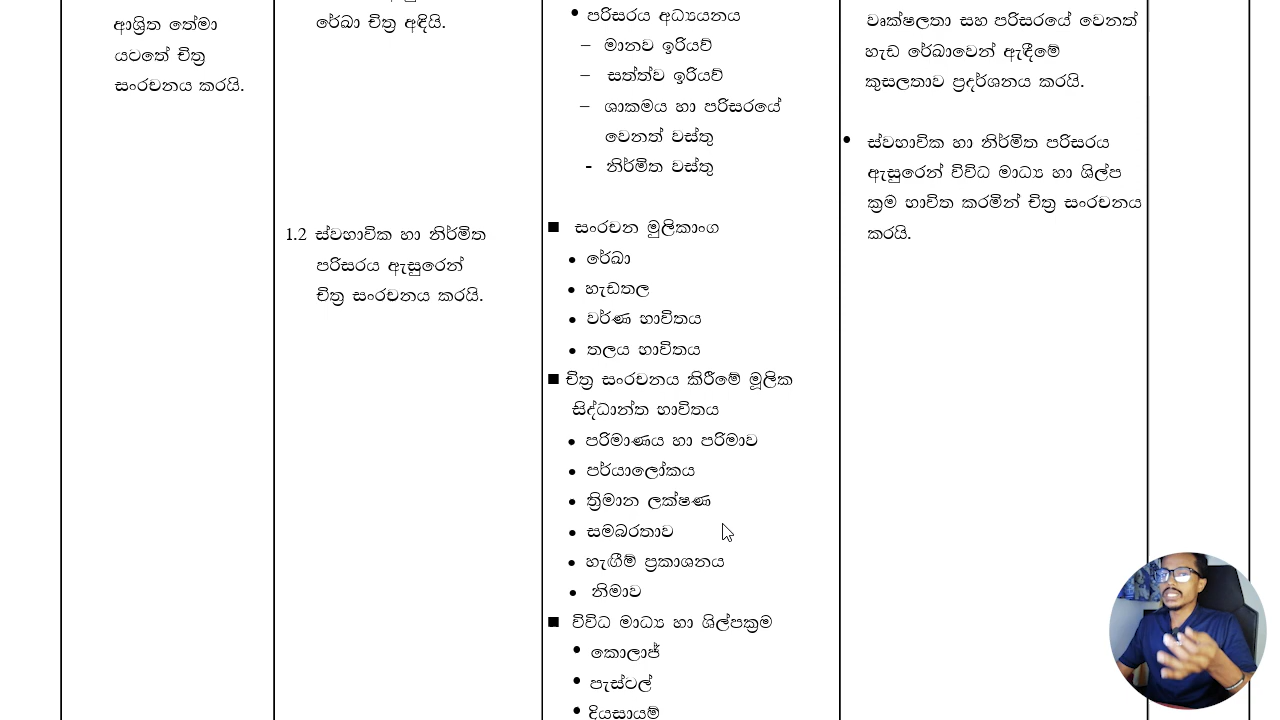 ආශ්‍රිත තේමා
යටතේ චිත්‍ර
සංරචනය කරයි.
රේඛා චිත්‍ර අඳියි.
1.2 ස්වභාවික හා නිර්මිත
පරිසරය ඇසුරෙන්
චිත්‍ර සංරචනය කරයි.
• පරිසරය අධ්‍යයනය
– මානව ඉරියව්
– සත්ත්ව ඉරියව්
– ශාකමය හා පරිසරයේ
වෙනත් වස්තු
- නිර්මිත වස්තු
■ සංරචන මුලිකාංග
• රේඛා
• හැඩතල
• වර්ණ භාවිතය
• තලය භාවිතය
■ චිත්‍ර සංරචනය කිරීමේ මූලික
සිද්ධාන්ත භාවිතය
• පරිමාණය හා පරිමාව
• පර්යාලෝකය
• ත්‍රිමාන ලක්ෂණ
• සමබරතාව
• හැඟීම් ප්‍රකාශනය
• නිමාව
■ විවිධ මාධ්‍ය හා ශිල්පක්‍රම
• කොලාජ්
• පැස්ටල්
• දියසායම්
වෘක්ෂලතා සහ පරිසරයේ වෙනත්
හැඩ රේඛාවෙන් ඇඳීමේ
කුසලතාව ප්‍රදර්ශනය කරයි.
• ස්වභාවික හා නිර්මිත පරිසරය
ඇසුරෙන් විවිධ මාධ්‍ය හා ශිල්ප
ක්‍රම භාවිත කරමින් චිත්‍ර සංරචනය
කරයි.